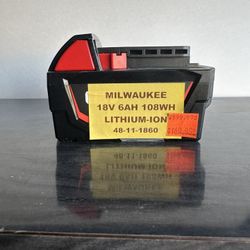 MILWAUKEE
18V 6AH 108WH
LITHIUM-ION
48-11-1860